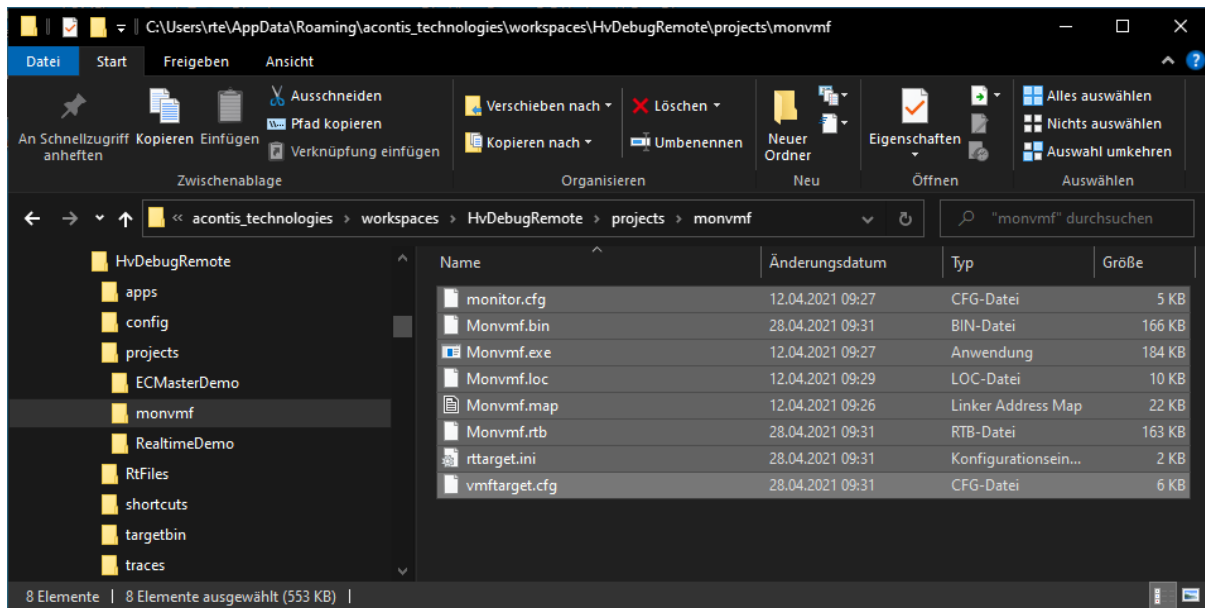 C:\Users\rte\AppData\Roaming\acontis_technologies\workspaces\HvDebugRemote\projects\monvmf
Datei Start Freigeben Ansicht
An Schnellzugriff anheften
Kopieren
Einfügen
Ausschneiden
Pfad kopieren
Verknüpfung einfügen
Zwischenablage
Verschieben nach
Kopieren nach
Löschen
Umbenennen
Organisieren
Neuer Ordner
Neu
Eigenschaften
Öffnen
Alles auswählen
Nichts auswählen
Auswahl umkehren
Auswählen
« acontis_technologies > workspaces > HvDebugRemote > projects > monvmf
"monvmf" durchsuchen
HvDebugRemote
apps
config
projects
ECMasterDemo
monvmf
RealtimeDemo
RtFiles
shortcuts
targetbin
traces
Name Änderungsdatum Typ Größe
monitor.cfg 12.04.2021 09:27 CFG-Datei 5 KB
Monvmf.bin 28.04.2021 09:31 BIN-Datei 166 KB
Monvmf.exe 12.04.2021 09:27 Anwendung 184 KB
Monvmf.loc 12.04.2021 09:29 LOC-Datei 10 KB
Monvmf.map 12.04.2021 09:26 Linker Address Map 22 KB
Monvmf.rtb 28.04.2021 09:31 RTB-Datei 163 KB
rttarget.ini 28.04.2021 09:31 Konfigurationsein... 2 KB
vmftarget.cfg 28.04.2021 09:31 CFG-Datei 6 KB
8 Elemente | 8 Elemente ausgewählt (553 KB) |